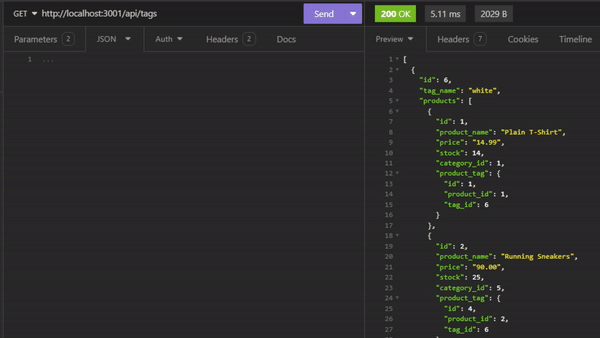 GET http://localhost:3001/api/tags Send 200 OK 5.11 ms 2029 B
Parameters 2 JSON Auth Headers 2 Docs Preview Headers 7 Cookies Timeline
1 ...
1 [
2 {
3 "id": 6,
4 "tag_name": "white",
5 "products": [
6 {
7 "id": 1,
8 "product_name": "Plain T-Shirt",
9 "price": "14.99",
10 "stock": 14,
11 "category_id": 1,
12 "product_tag": {
13 "id": 1,
14 "product_id": 1,
15 "tag_id": 6
16 }
17 },
18 {
19 "id": 2,
20 "product_name": "Running Sneakers",
21 "price": "90.00",
22 "stock": 25,
23 "category_id": 5,
24 "product_tag": {
25 "id": 4,
26 "product_id": 2,
27 "tag_id": 6